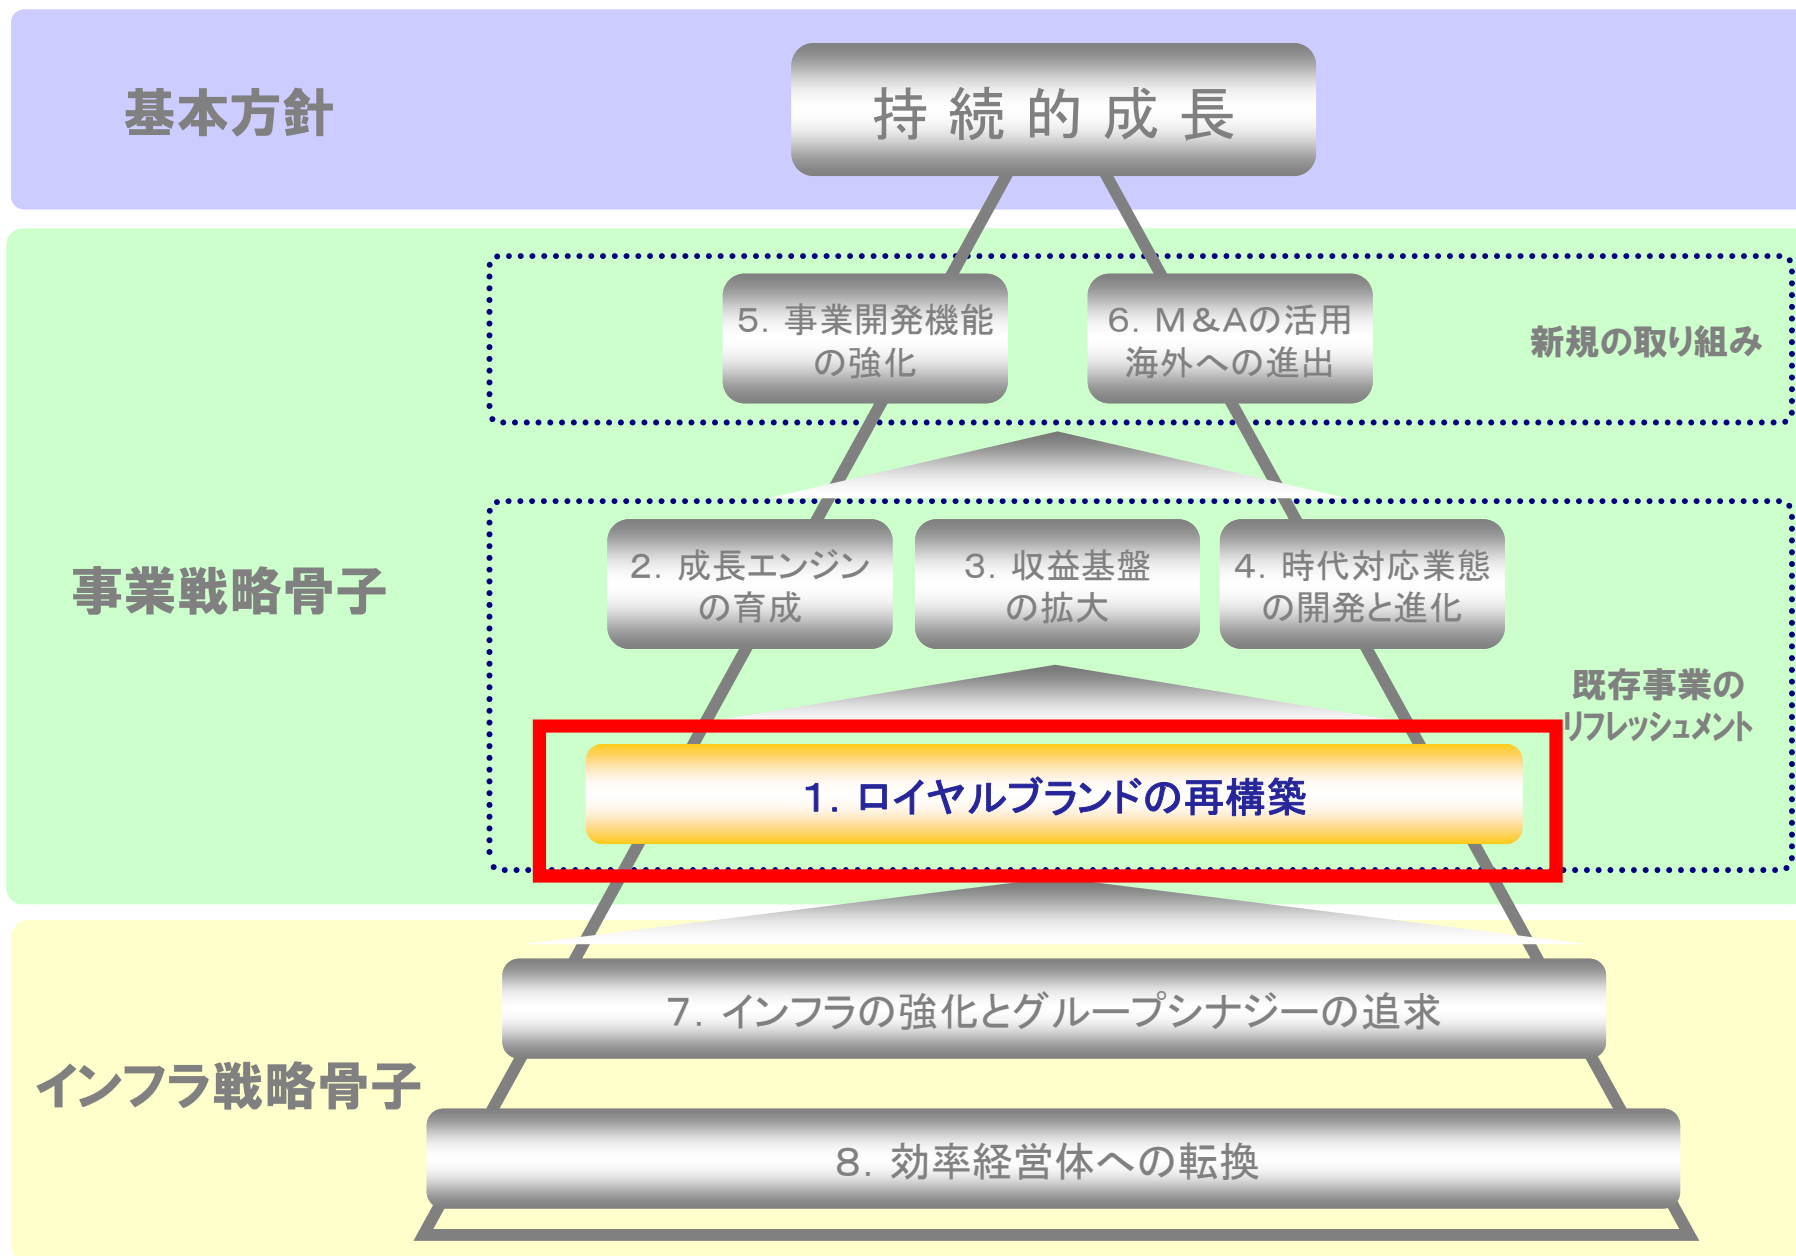 基本方針
持続的成長
5. 事業開発機能
の強化
6. M&Aの活用
海外への進出
新規の取り組み
事業戦略骨子
2. 成長エンジン
の育成
3. 収益基盤
の拡大
4. 時代対応業態
の開発と進化
既存事業の
リフレッシュメント
1. ロイヤルブランドの再構築
インフラ戦略骨子
7. インフラの強化とグループシナジーの追求
8. 効率経営体への転換